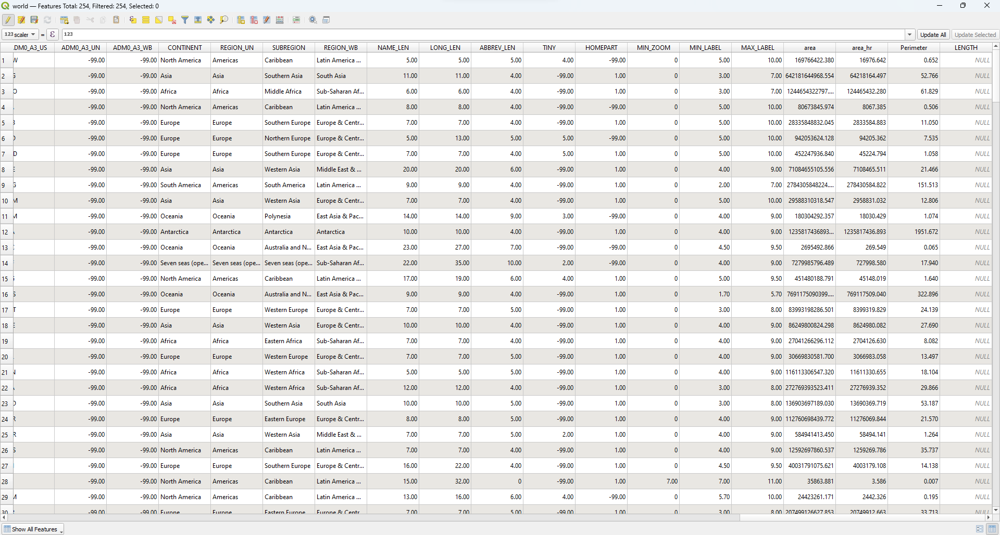 world — Features Total: 254, Filtered: 254, Selected: 0
123 scaler = ε 123 Update All Update Selected
DM0_A3_US ADM0_A3_UN ADM0_A3_WB CONTINENT REGION_UN SUBREGION REGION_WB NAME_LEN LONG_LEN ABBREV_LEN TINY HOMEPART MIN_ZOOM MIN_LABEL MAX_LABEL area area_hr Perimeter LENGTH
1 W -99.00 -99.00 North America Americas Caribbean Latin America ... 5.00 5.00 5.00 4.00 -99.00 0 5.00 10.00 169766422.380 16976.642 0.652 NULL
2 G -99.00 -99.00 Asia Asia Southern Asia South Asia 11.00 11.00 4.00 -99.00 1.00 0 3.00 7.00 642181644968.554 64218164.497 52.766 NULL
3 O -99.00 -99.00 Africa Africa Middle Africa Sub-Saharan Af... 6.00 6.00 4.00 -99.00 1.00 0 3.00 7.00 1244654322797.... 124465432.280 61.829 NULL
4 -99.00 -99.00 North America Americas Caribbean Latin America ... 8.00 8.00 4.00 -99.00 -99.00 0 5.00 10.00 80673845.974 8067.385 0.506 NULL
5 B -99.00 -99.00 Europe Europe Southern Europe Europe & Centr... 7.00 7.00 4.00 -99.00 1.00 0 5.00 10.00 28335848832.045 2833584.883 11.050 NULL
6 D -99.00 -99.00 Europe Europe Northern Europe Europe & Centr... 5.00 13.00 5.00 5.00 -99.00 0 5.00 10.00 942053624.128 94205.362 7.535 NULL
7 D -99.00 -99.00 Europe Europe Southern Europe Europe & Centr... 7.00 7.00 4.00 5.00 1.00 0 5.00 10.00 452247936.840 45224.794 1.058 NULL
8 E -99.00 -99.00 Asia Asia Western Asia Middle East & ... 20.00 20.00 6.00 -99.00 1.00 0 4.00 9.00 71084655105.556 7108465.511 21.466 NULL
9 G -99.00 -99.00 South America Americas South America Latin America ... 9.00 9.00 4.00 -99.00 1.00 0 2.00 7.00 2784305848224.... 278430584.822 151.513 NULL
10 M -99.00 -99.00 Asia Asia Western Asia Europe & Centr... 7.00 7.00 4.00 -99.00 1.00 0 5.00 10.00 29588310318.547 2958831.032 12.806 NULL
11 M -99.00 -99.00 Oceania Oceania Polynesia East Asia & Pac... 14.00 14.00 9.00 3.00 -99.00 0 4.00 9.00 180304292.357 18030.429 1.074 NULL
12 -99.00 -99.00 Antarctica Antarctica Antarctica Antarctica 10.00 10.00 4.00 -99.00 1.00 0 4.00 9.00 1235817436893... 1235817436.893 1951.672 NULL
13 -99.00 -99.00 Oceania Oceania Australia and N... East Asia & Pac... 23.00 27.00 7.00 -99.00 -99.00 0 4.50 9.50 2695492.866 269.549 0.065 NULL
14 -99.00 -99.00 Seven seas (ope... Seven seas (ope... Seven seas (ope... Sub-Saharan Af... 22.00 35.00 10.00 2.00 -99.00 0 4.00 9.00 7279985796.489 727998.580 17.940 NULL
15 -99.00 -99.00 North America Americas Caribbean Latin America ... 17.00 19.00 6.00 4.00 1.00 0 5.00 9.50 451480188.791 45148.019 1.640 NULL
16 S -99.00 -99.00 Oceania Oceania Australia and N... East Asia & Pac... 9.00 9.00 4.00 -99.00 1.00 0 1.70 5.70 7691175090399.... 769117509.040 322.896 NULL
17 T -99.00 -99.00 Europe Europe Western Europe Europe & Centr... 7.00 7.00 5.00 -99.00 1.00 0 3.00 8.00 83993198286.501 8399319.829 24.139 NULL
18 E -99.00 -99.00 Asia Asia Western Asia Europe & Centr... 10.00 10.00 4.00 -99.00 1.00 0 4.00 9.00 86249800824.298 8624980.082 27.690 NULL
19 -99.00 -99.00 Africa Africa Eastern Africa Sub-Saharan Af... 7.00 7.00 4.00 -99.00 1.00 0 4.00 9.00 27041266296.112 2704126.630 8.082 NULL
20 -99.00 -99.00 Europe Europe Western Europe Europe & Centr... 7.00 7.00 5.00 -99.00 1.00 0 4.00 9.00 30669830581.700 3066983.058 13.497 NULL
21 N -99.00 -99.00 Africa Africa Western Africa Sub-Saharan Af... 5.00 5.00 5.00 -99.00 1.00 0 4.00 9.00 116113306547.320 11611330.655 18.104 NULL
22 -99.00 -99.00 Africa Africa Western Africa Sub-Saharan Af... 12.00 12.00 4.00 -99.00 1.00 0 3.00 8.00 272769393523.411 27276939.352 29.866 NULL
23 D -99.00 -99.00 Asia Asia Southern Asia South Asia 10.00 10.00 5.00 -99.00 1.00 0 3.00 8.00 136903697189.030 13690369.719 53.187 NULL
24 R -99.00 -99.00 Europe Europe Eastern Europe Europe & Centr... 8.00 8.00 5.00 -99.00 1.00 0 4.00 9.00 112760698439.772 11276069.844 21.570 NULL
25 R -99.00 -99.00 Asia Asia Western Asia Middle East & ... 7.00 7.00 5.00 2.00 1.00 0 4.00 9.00 584941413.450 58494.141 1.264 NULL
26 S -99.00 -99.00 North America Americas Caribbean Latin America ... 7.00 7.00 4.00 -99.00 1.00 0 4.00 9.00 12592697860.537 1259269.786 35.737 NULL
27 -99.00 -99.00 Europe Europe Southern Europe Europe & Centr... 16.00 22.00 4.00 -99.00 1.00 0 4.50 9.50 40031791075.621 4003179.108 14.138 NULL
28 -99.00 -99.00 North America Americas Caribbean Latin America ... 15.00 32.00 0 -99.00 1.00 7.00 7.00 11.00 35863.881 3.586 0.007 NULL
29 M -99.00 -99.00 North America Americas Caribbean Latin America ... 13.00 16.00 6.00 4.00 -99.00 0 5.70 10.00 24423261.171 2442.326 0.195 NULL
30 -99.00 -99.00 Europe Europe Eastern Europe Europe & Centr... 7.00 7.00 5.00 -99.00 1.00 0 3.00 8.00 207499126627.853 20749912.663 33.713 NULL
Show All Features